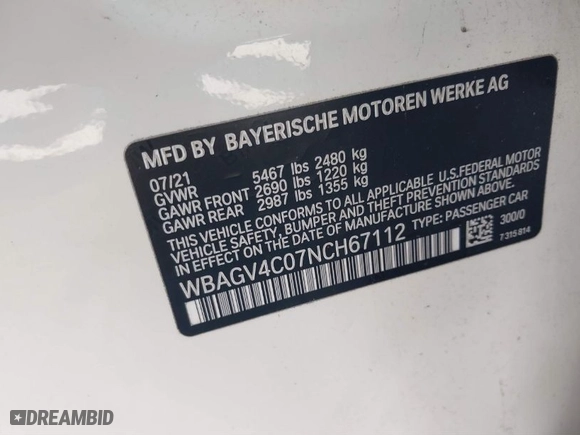 MFD BY BAYERISCHE MOTOREN WERKE AG
07/21
GVWR 5467 lbs 2480 kg
GAWR FRONT 2690 lbs 1220 kg
GAWR REAR 2987 lbs 1355 kg
THIS VEHICLE CONFORMS TO ALL APPLICABLE U.S.FEDERAL MOTOR
VEHICLE SAFETY, BUMPER, AND THEFT PREVENTION STANDARDS
IN EFFECT ON THE DATE OF MANUFACTURE SHOWN ABOVE.
WBAGV4C07NCH67112 TYPE: PASSENGER CAR
300/0
7 315 814
DREAMBID